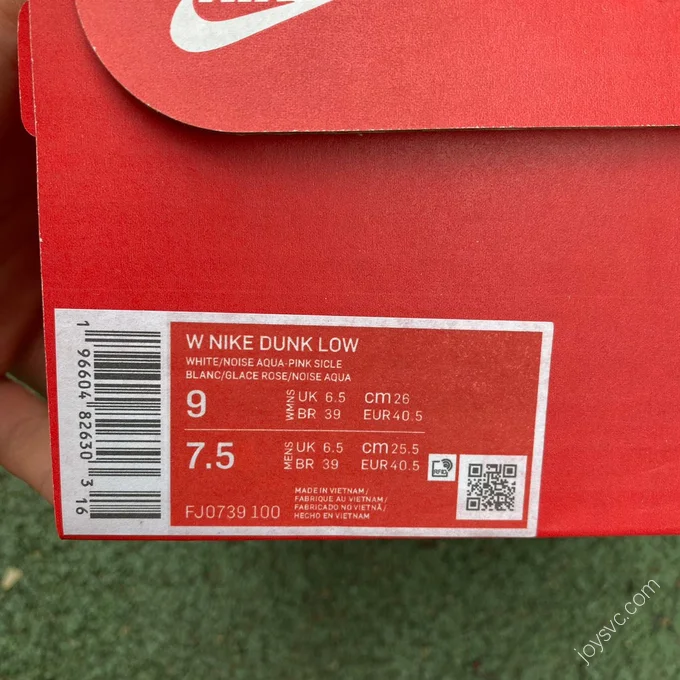 W NIKE DUNK LOW
WHITE/NOISE AQUA-PINK SICLE
BLANC/GLACE ROSE/NOISE AQUA
9 WMNS UK 6.5 cm 26
BR 39 EUR 40.5
7.5 MENS UK 6.5 cm 25.5
BR 39 EUR 40.5
RFID
MADE IN VIETNAM/
FABRIQUE AU VIETNAM/
FABRICADO NO VIETNÃ/
HECHO EN VIETNAM
FJ0739 100
1 96604 82630 3 16
joysvc.com